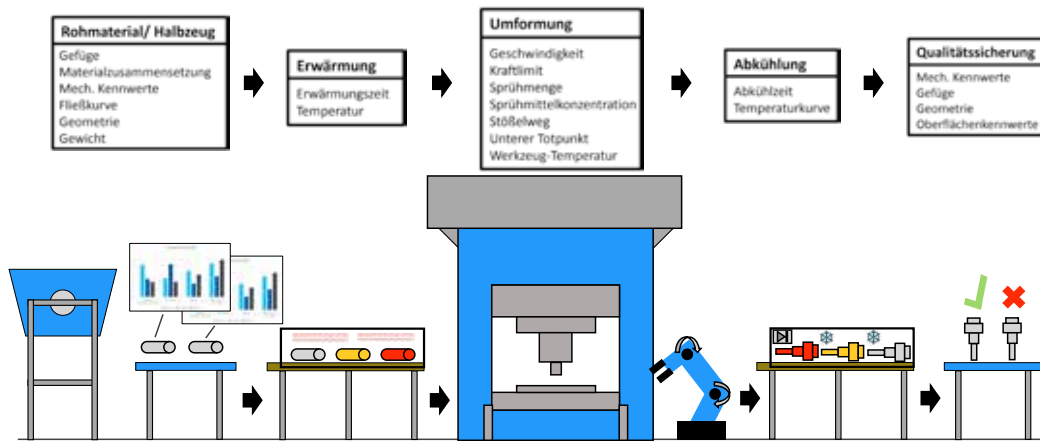 Rohmaterial/ Halbzeug
Gefüge
Materialzusammensetzung
Mech. Kennwerte
Fließkurve
Geometrie
Gewicht
Erwärmung
Erwärmungszeit
Temperatur
Umformung
Geschwindigkeit
Kraftlimit
Sprühmenge
Sprühmittelkonzentration
Stößelweg
Unterer Totpunkt
Werkzeug-Temperatur
Abkühlung
Abkühlzeit
Temperaturkurve
Qualitätssicherung
Mech. Kennwerte
Gefüge
Geometrie
Oberflächenkennwerte